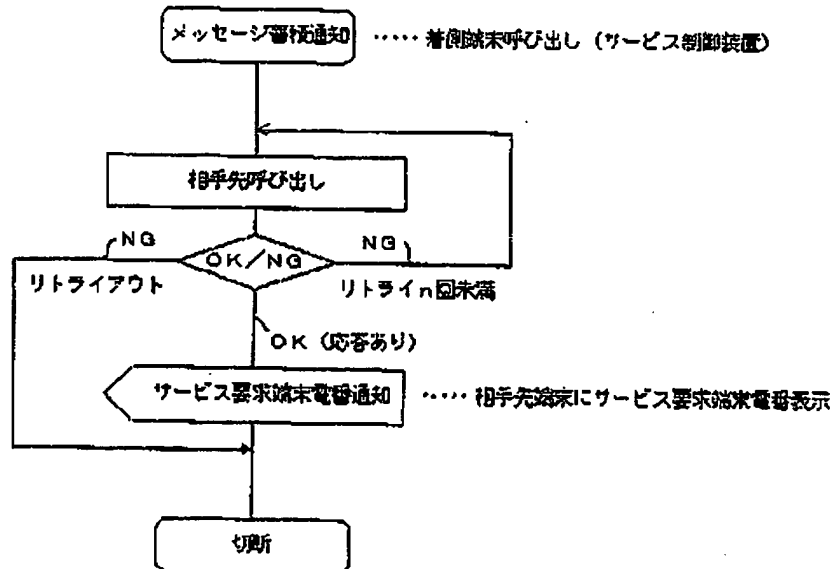 メッセージ蓄積通知 ‥‥‥ 着側端末呼び出し（サービス制御装置）
相手先呼び出し
NG
OK／NG
NG
リトライアウト
リトライn回未満
OK（応答あり）
サービス要求端末電番通知 ‥‥‥ 相手先端末にサービス要求端末電番表示
切断